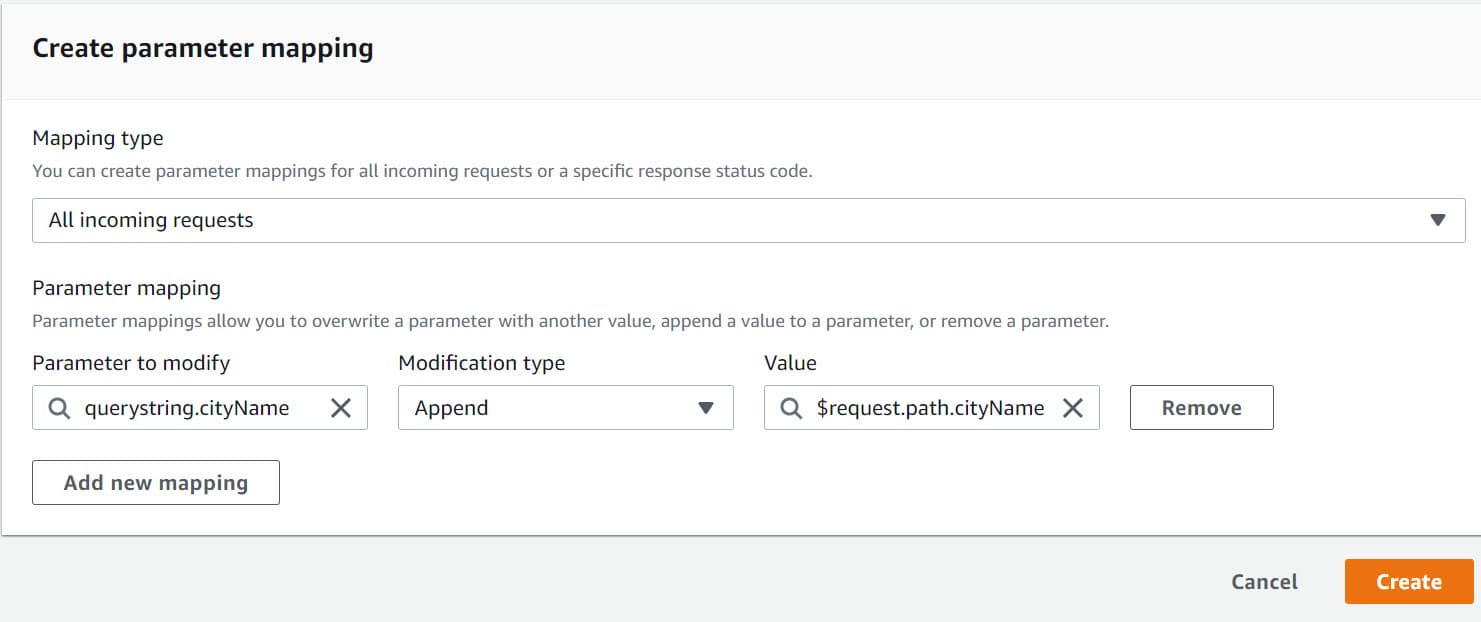 Create parameter mapping
Mapping type
You can create parameter mappings for all incoming requests or a specific response status code.
All incoming requests
Parameter mapping
Parameter mappings allow you to overwrite a parameter with another value, append a value to a parameter, or remove a parameter.
Parameter to modify Modification type Value
querystring.cityName Append $request.path.cityName Remove
Add new mapping
Cancel Create